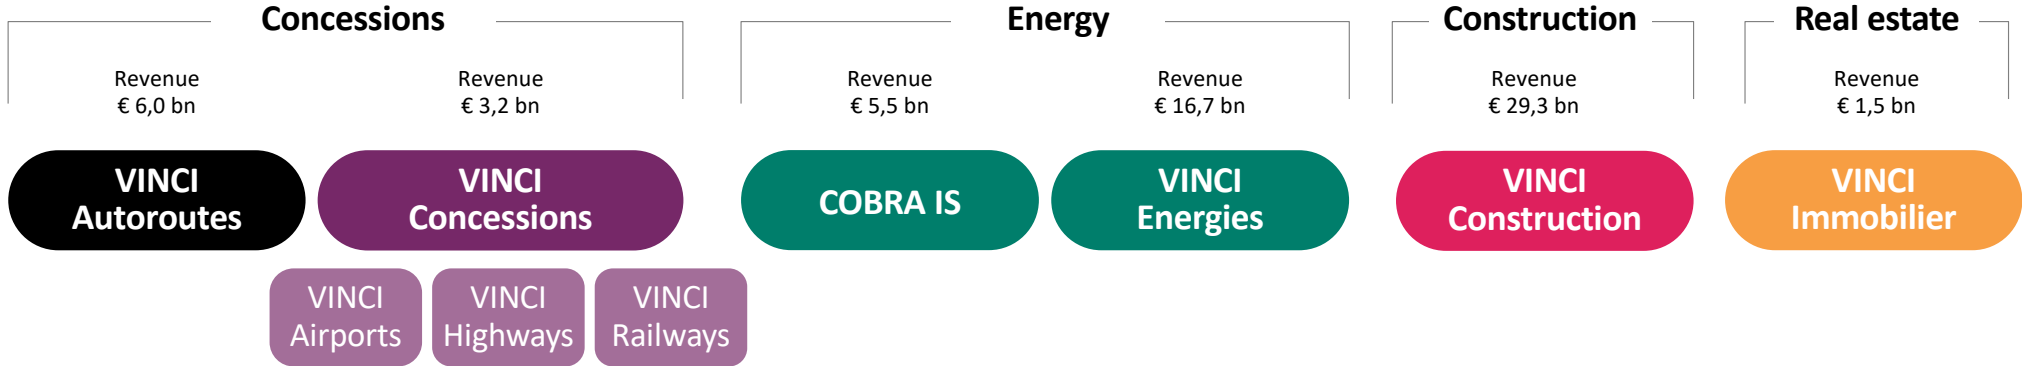 Concessions
Energy
Construction
Real estate
Revenue
€ 6,0 bn
Revenue
€ 3,2 bn
Revenue
€ 5,5 bn
Revenue
€ 16,7 bn
Revenue
€ 29,3 bn
Revenue
€ 1,5 bn
VINCI
Autoroutes
VINCI
Concessions
COBRA IS
VINCI
Energies
VINCI
Construction
VINCI
Immobilier
VINCI
Airports
VINCI
Highways
VINCI
Railways